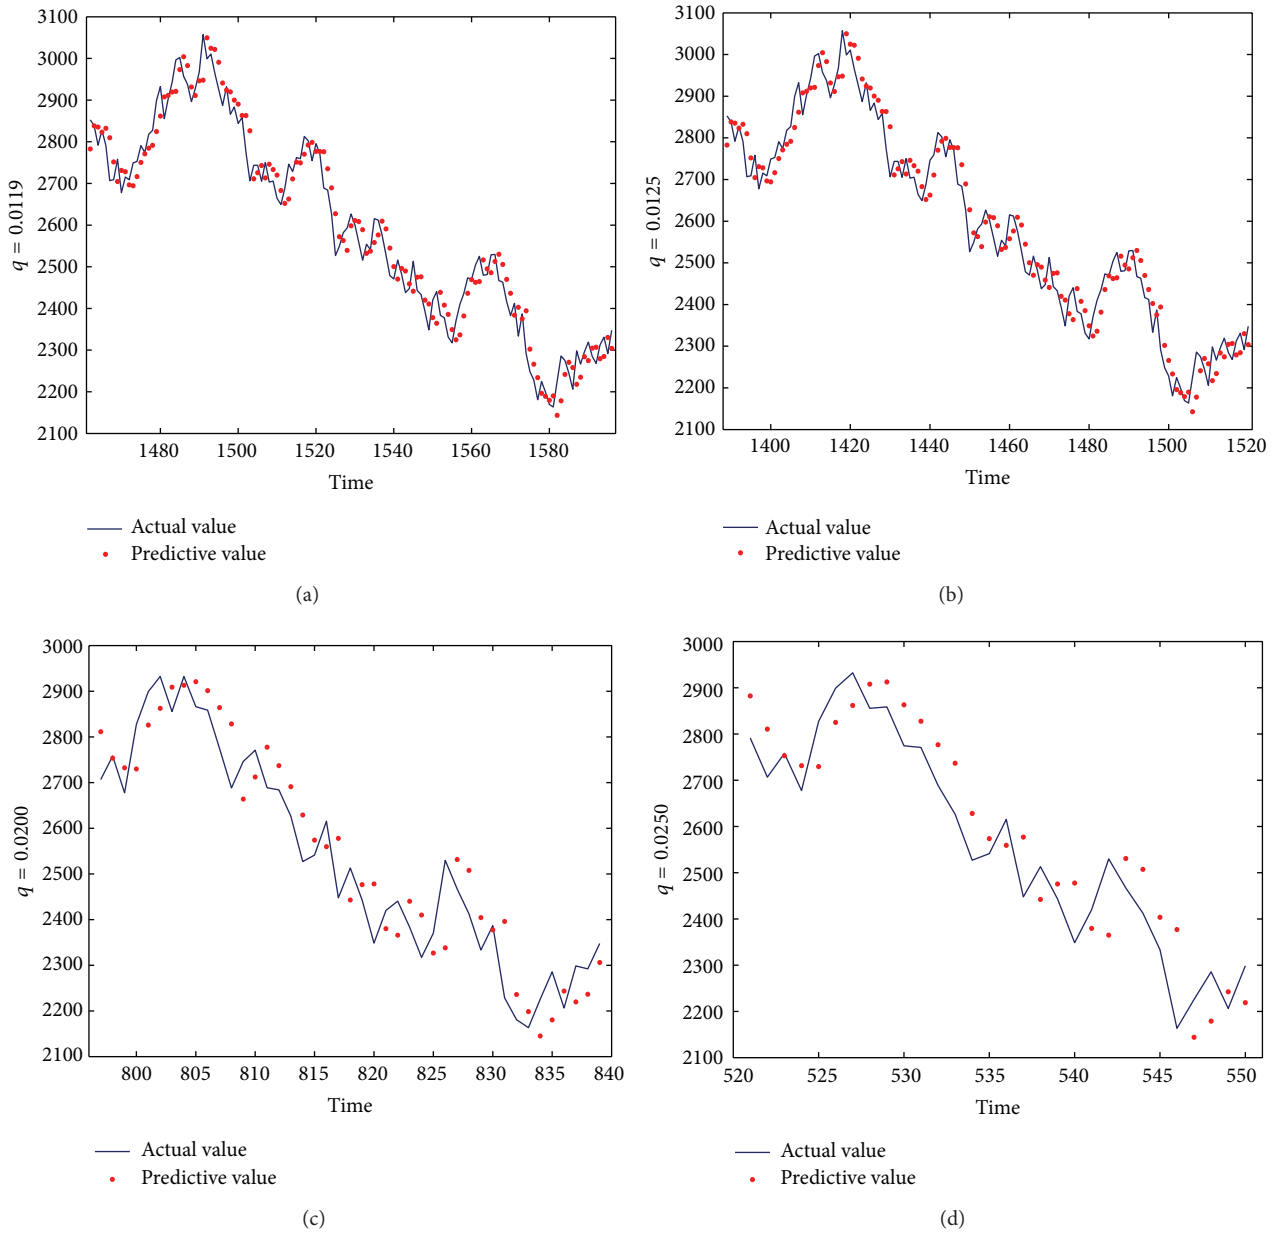 3100
3000
2900
2800
2700
2600
2500
2400
2300
2200
2100
q = 0.0119
1480 1500 1520 1540 1560 1580
Time
Actual value
Predictive value
(a)
3100
3000
2900
2800
2700
2600
2500
2400
2300
2200
2100
q = 0.0125
1400 1420 1440 1460 1480 1500 1520
Time
Actual value
Predictive value
(b)
3000
2900
2800
2700
2600
2500
2400
2300
2200
2100
q = 0.0200
800 805 810 815 820 825 830 835 840
Time
Actual value
Predictive value
(c)
3000
2900
2800
2700
2600
2500
2400
2300
2200
2100
q = 0.0250
520 525 530 535 540 545 550
Time
Actual value
Predictive value
(d)